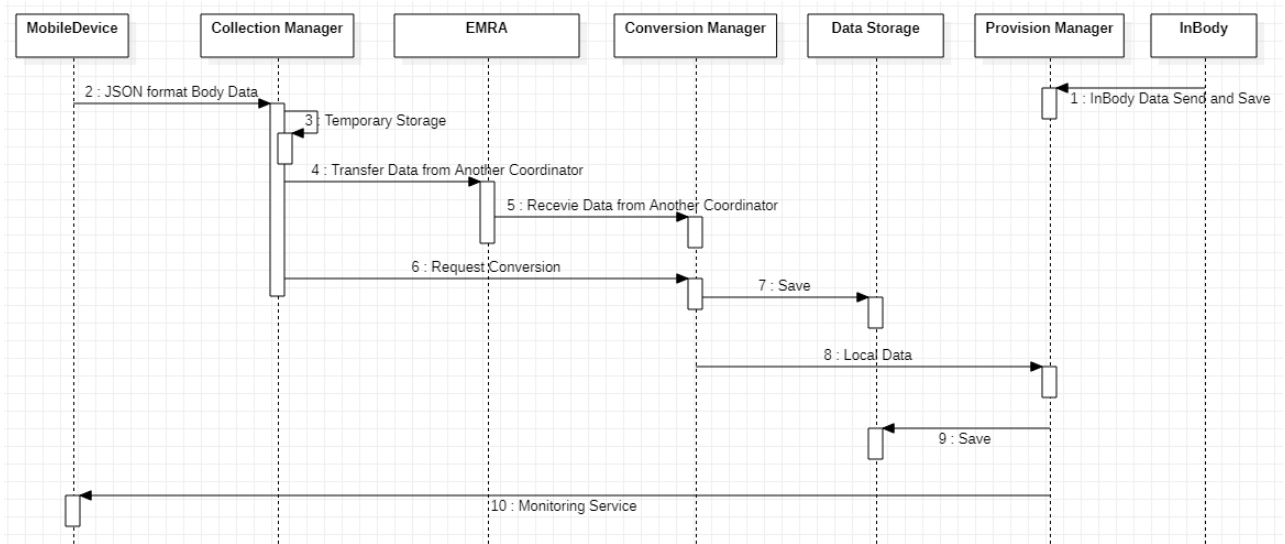 MobileDevice
Collection Manager
EMRA
Conversion Manager
Data Storage
Provision Manager
InBody
2 : JSON format Body Data
1 : InBody Data Send and Save
3 : Temporary Storage
4 : Transfer Data from Another Coordinator
5 : Recevie Data from Another Coordinator
6 : Request Conversion
7 : Save
8 : Local Data
9 : Save
10 : Monitoring Service